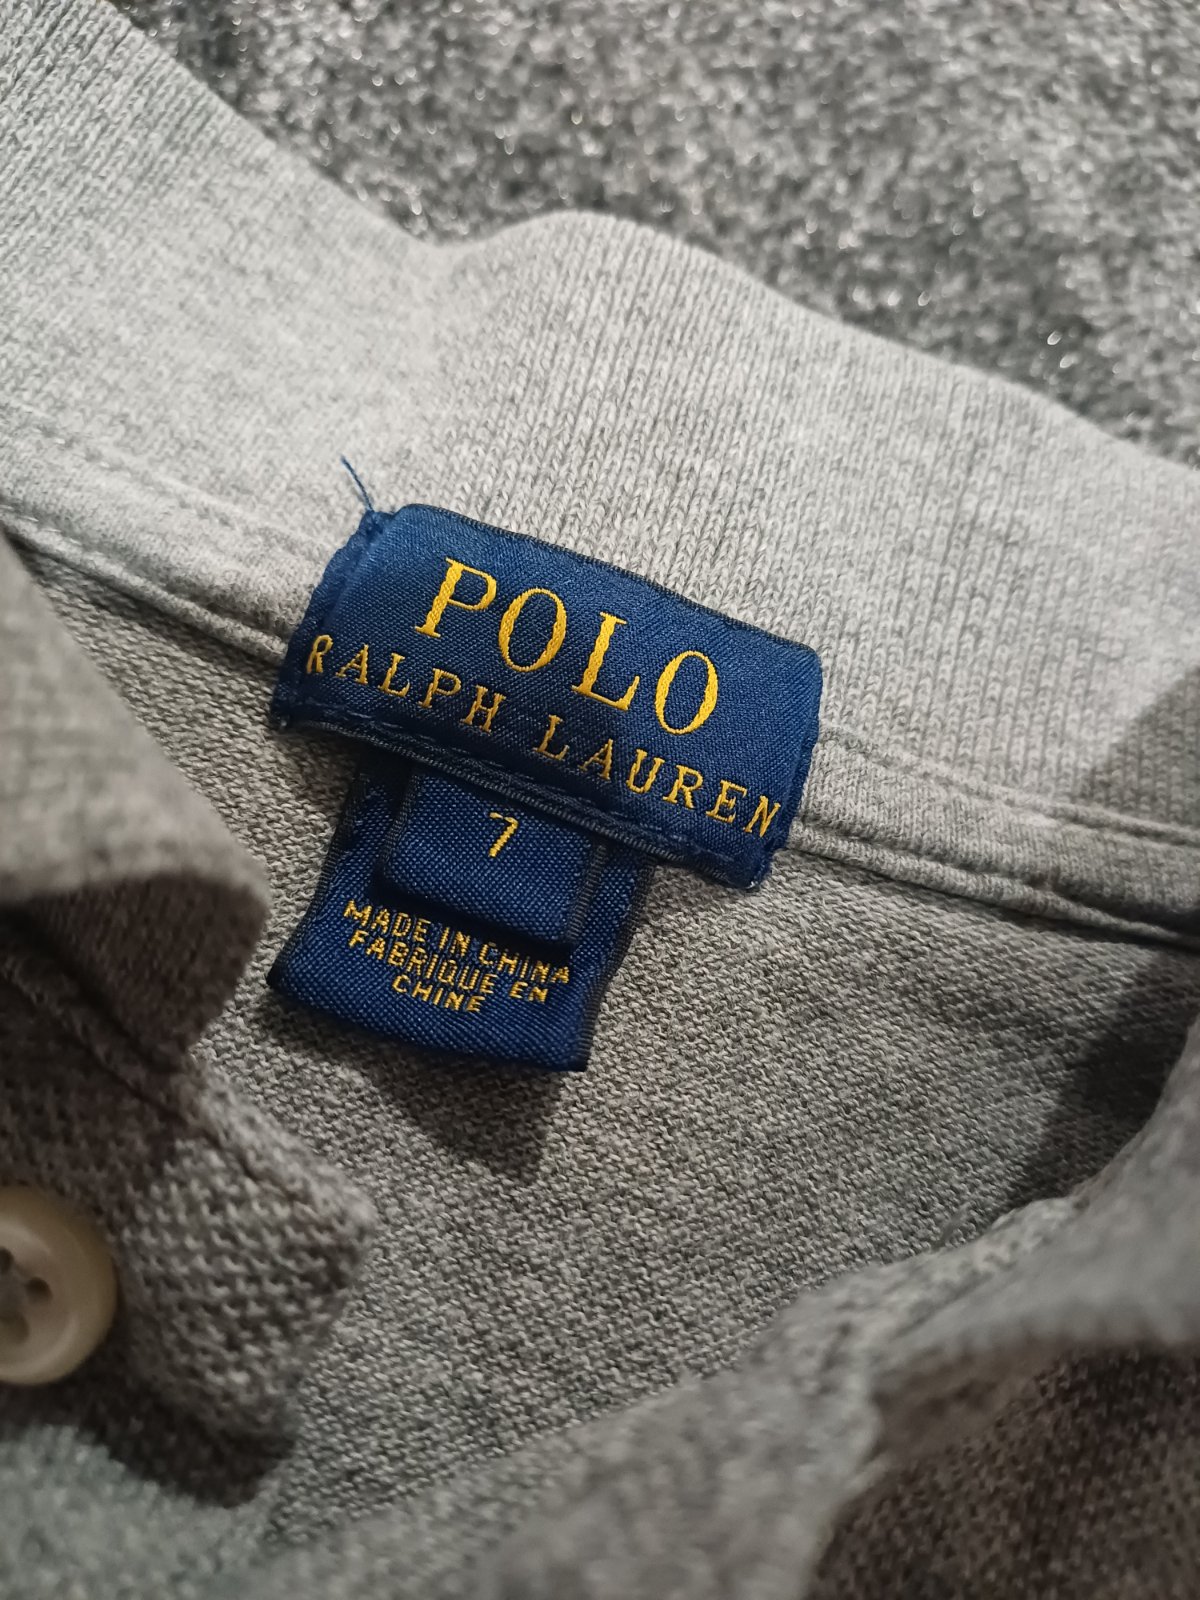 POLO
RALPH LAUREN
7
MADE IN CHINA
FABRIQUE EN
CHINE